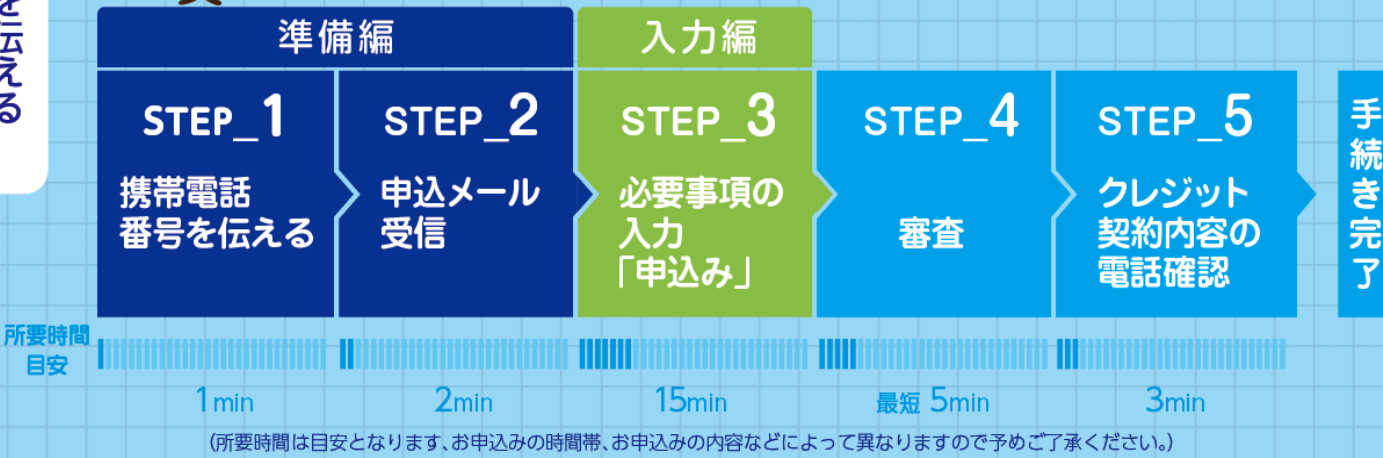 を伝える
準備編
入力編
STEP_1
携帯電話
番号を伝える
STEP_2
申込メール
受信
STEP_3
必要事項の
入力
「申込み」
STEP_4
審査
STEP_5
クレジット
契約内容の
電話確認
手続き完了
所要時間
目安
1min
2min
15min
最短 5min
3min
(所要時間は目安となります、お申込みの時間帯、お申込みの内容などによって異なりますので予めご了承ください。)